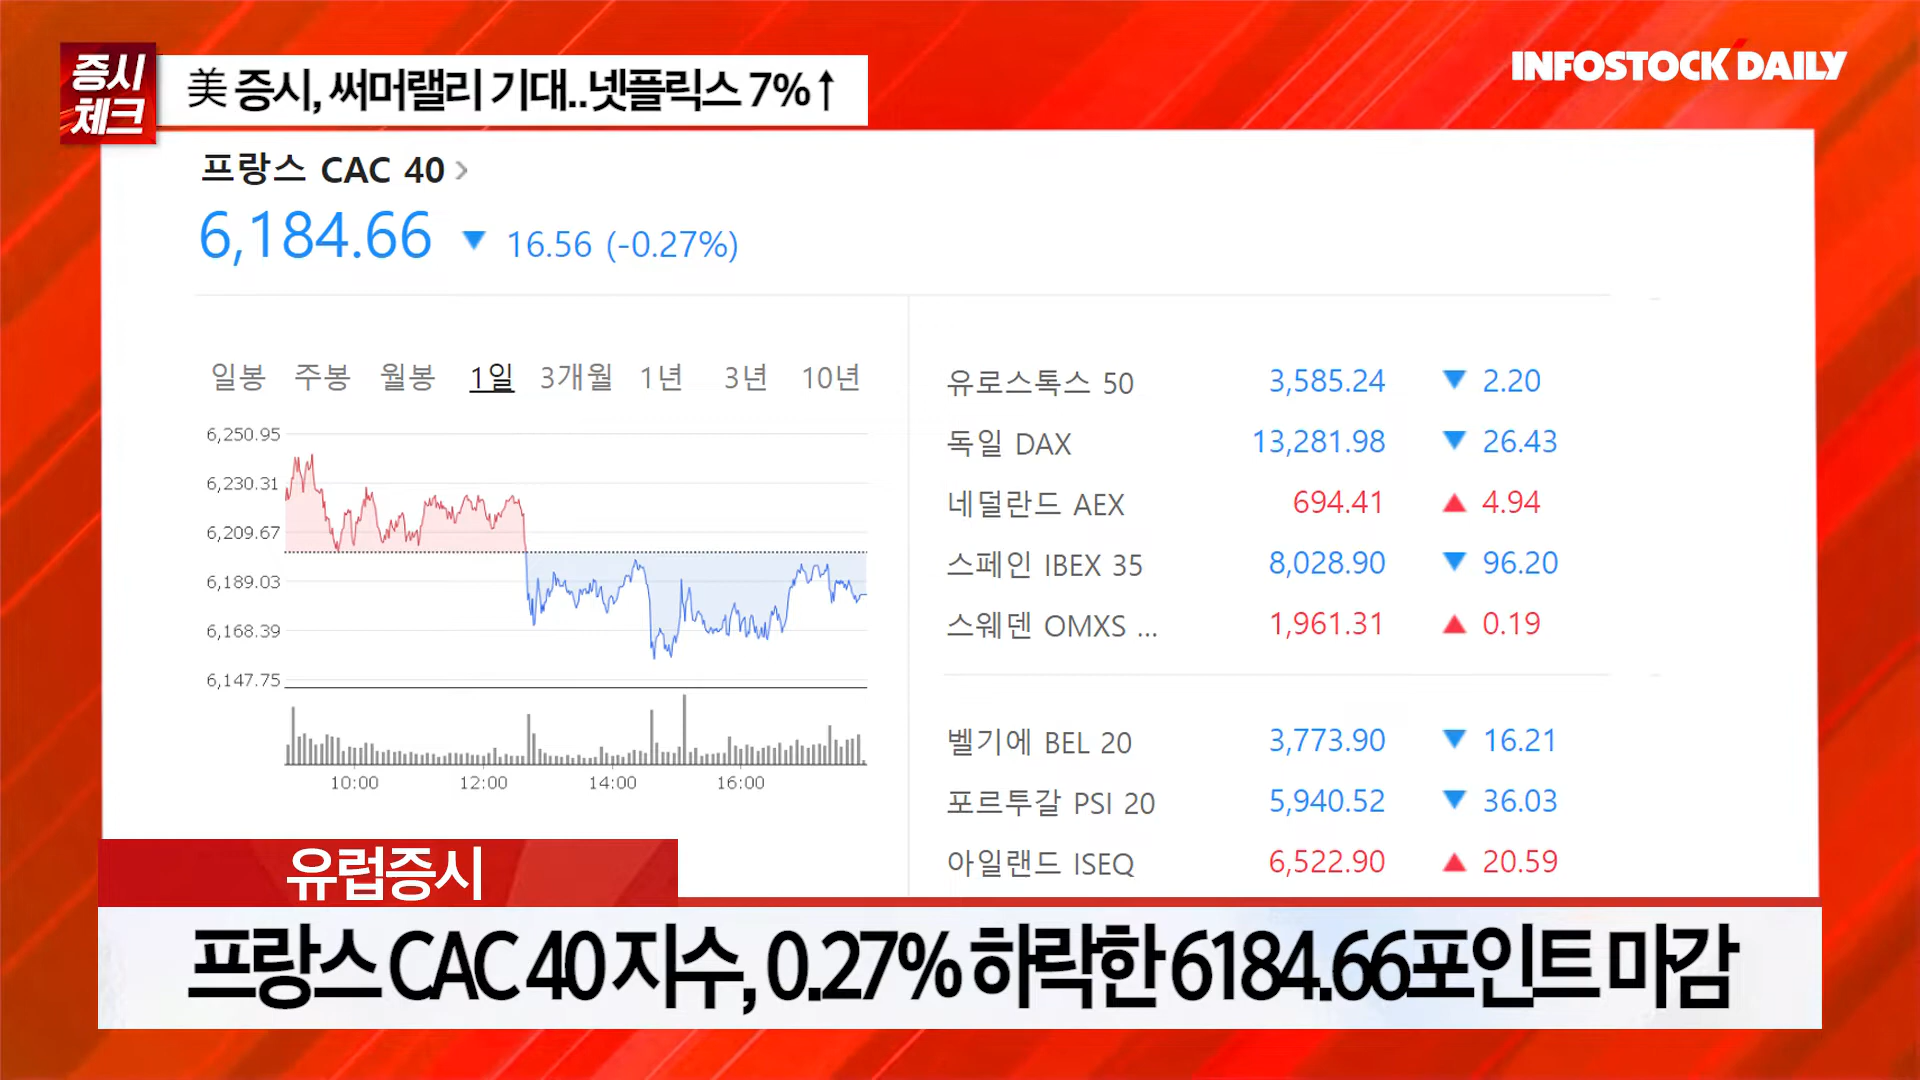 증시
체크
美 증시, 써머랠리 기대..넷플릭스 7%↑
INFOSTOCK DAILY
프랑스 CAC 40 >
6,184.66 ▼ 16.56 (-0.27%)
일봉 주봉 월봉 1일 3개월 1년 3년 10년
6,250.95
6,230.31
6,209.67
6,189.03
6,168.39
6,147.75
10:00 12:00 14:00 16:00
유로스톡스 50 3,585.24 ▼ 2.20
독일 DAX 13,281.98 ▼ 26.43
네덜란드 AEX 694.41 ▲ 4.94
스페인 IBEX 35 8,028.90 ▼ 96.20
스웨덴 OMXS ... 1,961.31 ▲ 0.19
벨기에 BEL 20 3,773.90 ▼ 16.21
포르투갈 PSI 20 5,940.52 ▼ 36.03
아일랜드 ISEQ 6,522.90 ▲ 20.59
유럽증시
프랑스 CAC 40 지수, 0.27% 하락한 6184.66포인트 마감